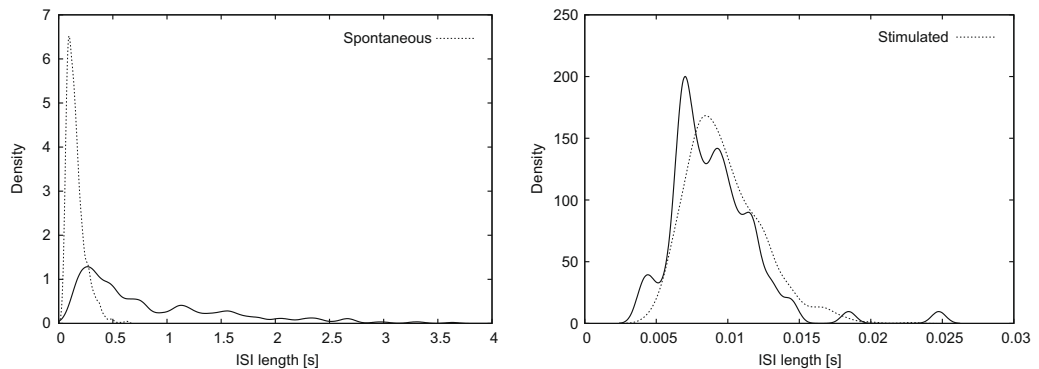 7
6
5
4
3
2
1
0
Density
Spontaneous
0 0.5 1 1.5 2 2.5 3 3.5 4
ISI length [s]
250
200
150
100
50
0
Density
Stimulated
0 0.005 0.01 0.015 0.02 0.025 0.03
ISI length [s]